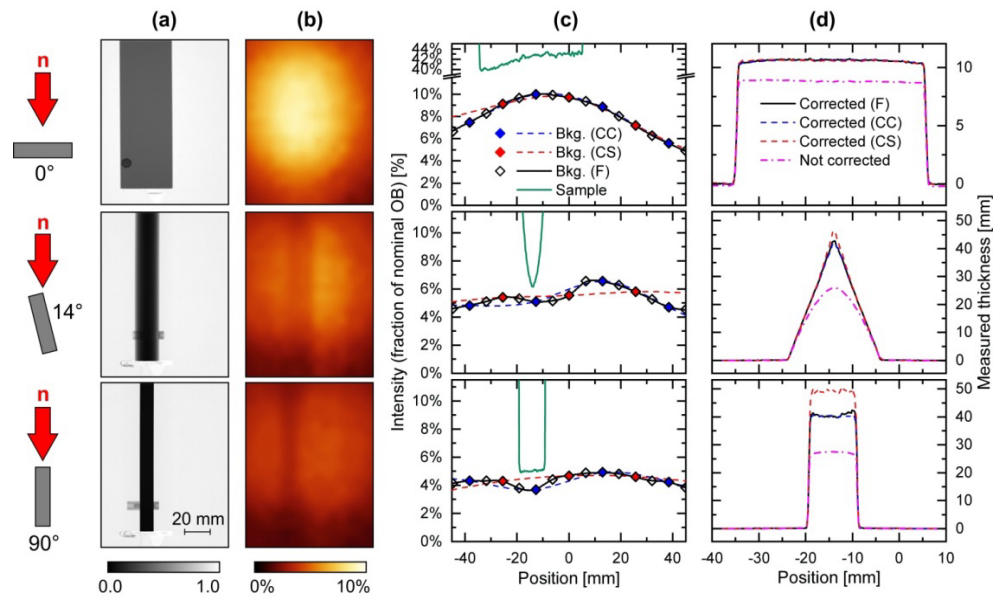 (a)
(b)
(c)
(d)
n
0°
n
14°
n
90°
20 mm
0.0
1.0
0%
10%
Intensity (fraction of nominal OB) [%]
44%
42%
40%
10%
8%
6%
4%
2%
0%
Bkg. (CC)
Bkg. (CS)
Bkg. (F)
Sample
8%
6%
4%
2%
0%
8%
6%
4%
2%
0%
-40
-20
0
20
40
Position [mm]
Corrected (F)
Corrected (CC)
Corrected (CS)
Not corrected
10
5
0
50
40
30
20
10
0
50
40
30
20
10
0
Measured thickness [mm]
-40
-30
-20
-10
0
10
Position [mm]